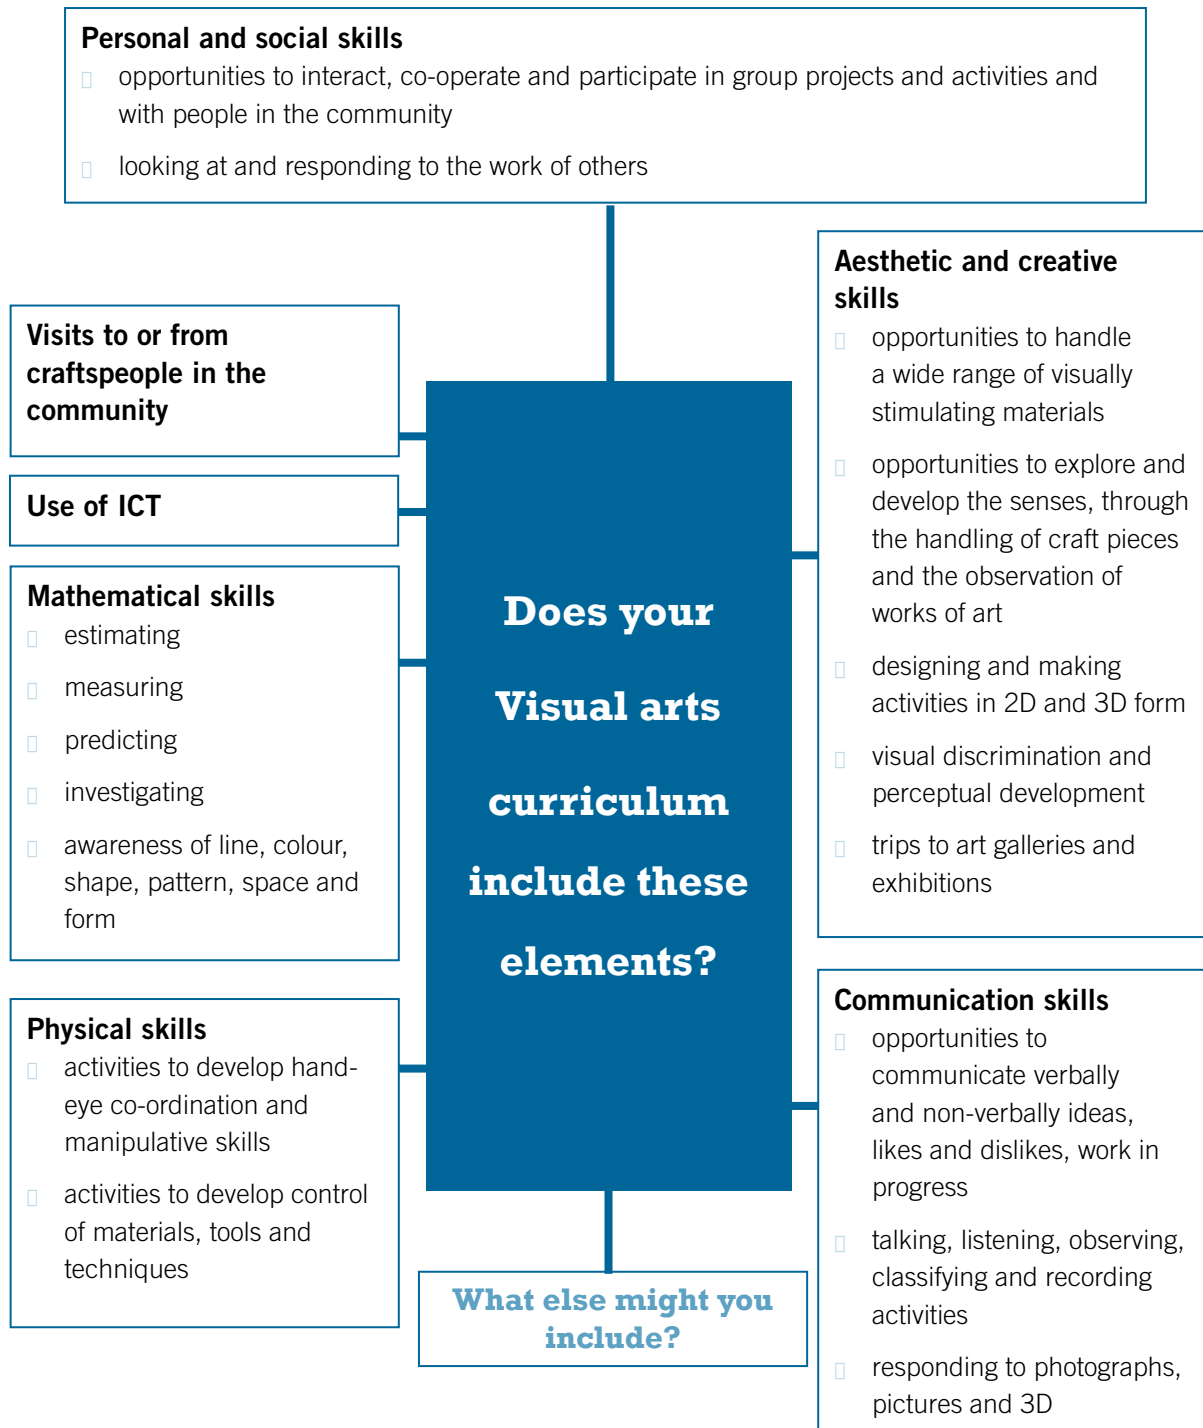 Personal and social skills
opportunities to interact, co-operate and participate in group projects and activities and
with people in the community
looking at and responding to the work of others
Visits to or from
craftspeople in the
community
Use of ICT
Mathematical skills
estimating
measuring
predicting
investigating
awareness of line, colour,
shape, pattern, space and
form
Physical skills
activities to develop hand-
eye co-ordination and
manipulative skills
activities to develop control
of materials, tools and
techniques
Does your
Visual arts
curriculum
include these
elements?
What else might you
include?
Aesthetic and creative
skills
opportunities to handle
a wide range of visually
stimulating materials
opportunities to explore and
develop the senses, through
the handling of craft pieces
and the observation of
works of art
designing and making
activities in 2D and 3D form
visual discrimination and
perceptual development
trips to art galleries and
exhibitions
Communication skills
opportunities to
communicate verbally
and non-verbally ideas,
likes and dislikes, work in
progress
talking, listening, observing,
classifying and recording
activities
responding to photographs,
pictures and 3D